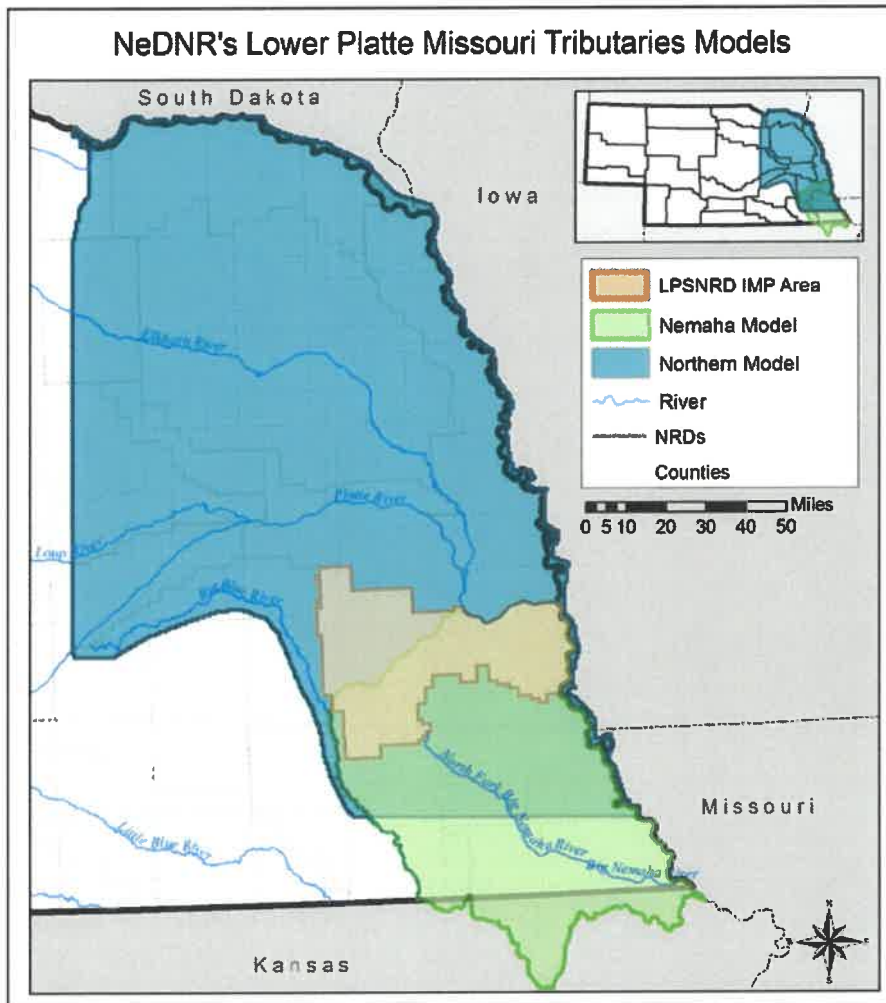 NeDNR's Lower Platte Missouri Tributaries Models
South Dakota
Iowa
LPSNRD IMP Area
Nemaha Model
Northern Model
River
NRDs
Counties
Miles
0 5 10 20 30 40 50
Elkhorn River
Platte River
Loup River
Big Blue River
North Fork Big Nemaha River
Missouri
Little Blue River
Big Nemaha River
Kansas
N